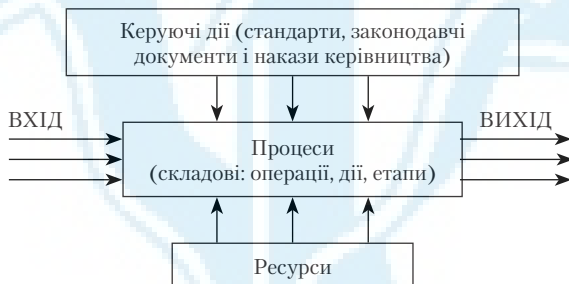 Керуючі дії (стандарти, законодавчі
документи і накази керівництва)
ВХІД
ВИХІД
Процеси
(складові: операції, дії, етапи)
Ресурси